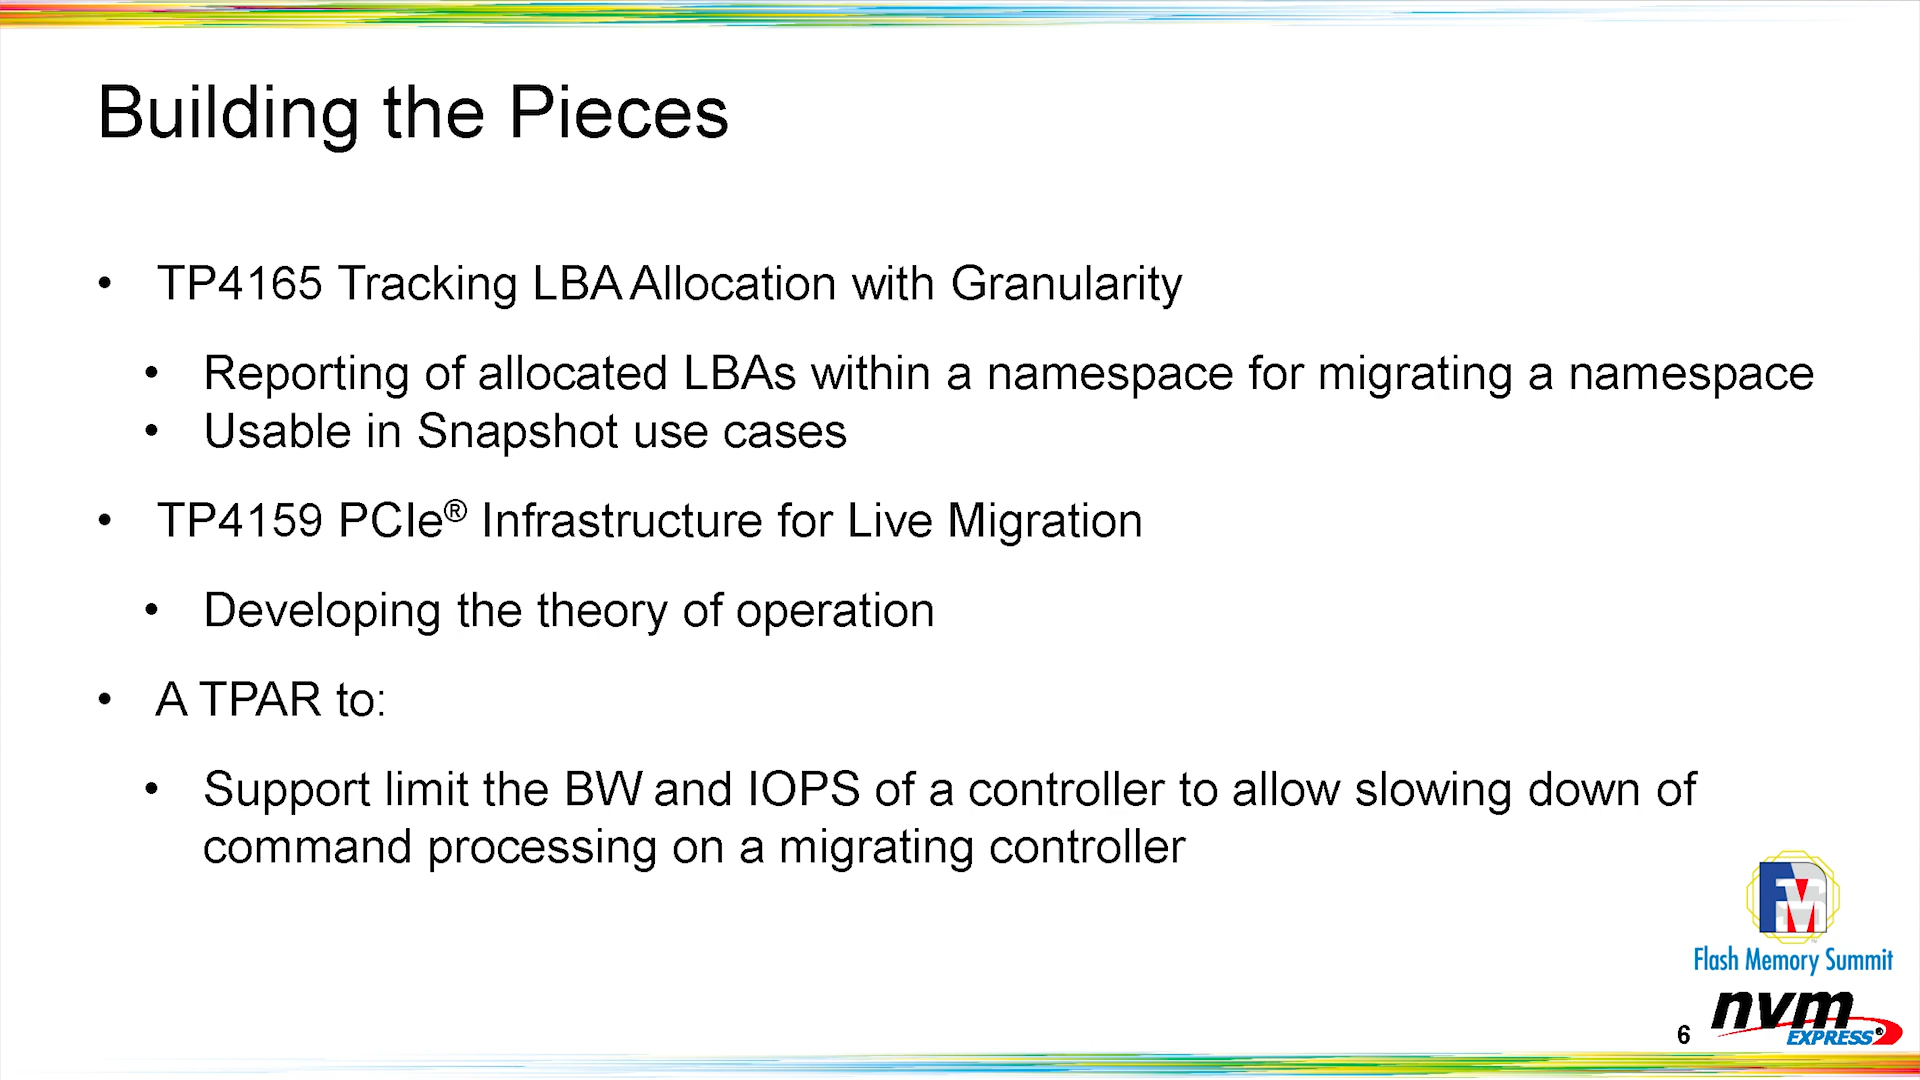 Building the Pieces
• TP4165 Tracking LBA Allocation with Granularity
• Reporting of allocated LBAs within a namespace for migrating a namespace
• Usable in Snapshot use cases
• TP4159 PCIe® Infrastructure for Live Migration
• Developing the theory of operation
• A TPAR to:
• Support limit the BW and IOPS of a controller to allow slowing down of
command processing on a migrating controller
FMS
Flash Memory Summit
nvm
EXPRESS®
6